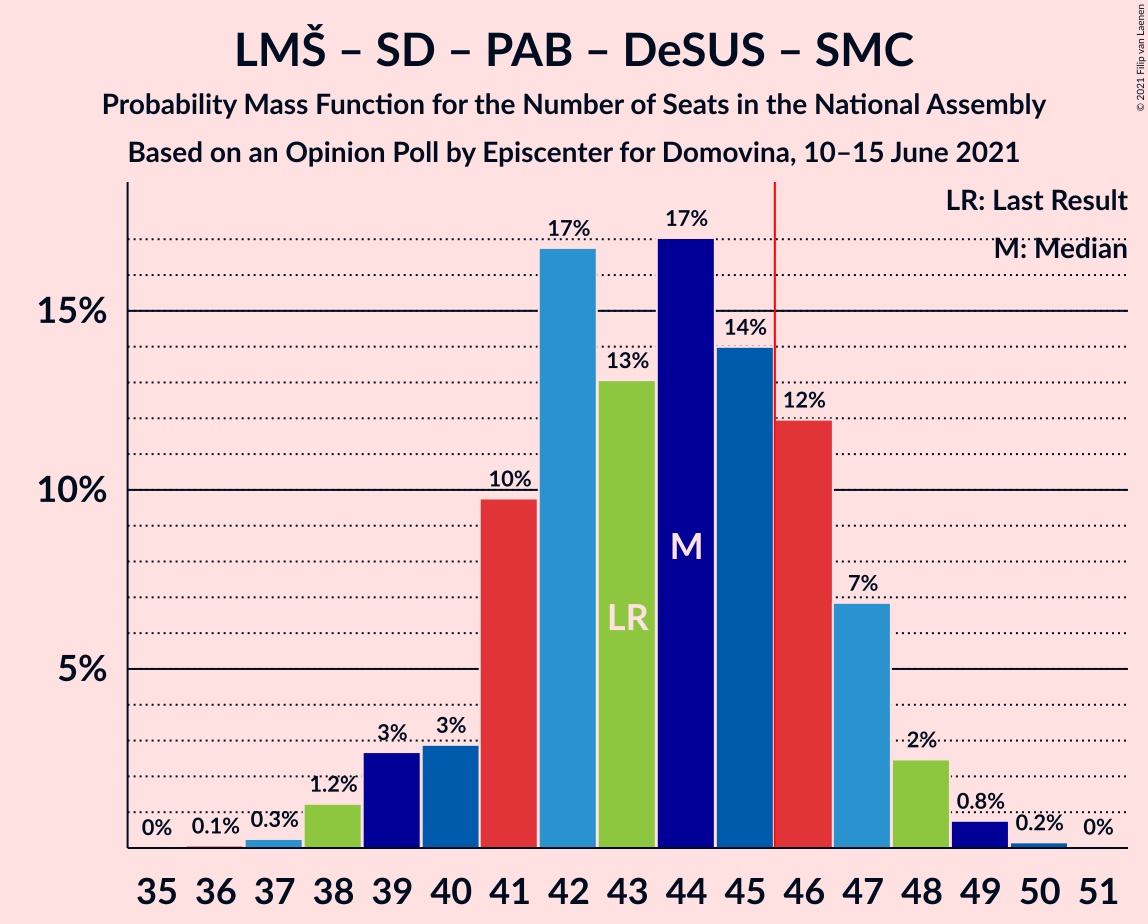 LMŠ – SD – PAB – DeSUS – SMC
Probability Mass Function for the Number of Seats in the National Assembly
Based on an Opinion Poll by Episcenter for Domovina, 10–15 June 2021
© 2021 Filip van Laenen
LR: Last Result
M: Median
15%
10%
5%
0%
0.1%
0.3%
1.2%
3%
3%
10%
17%
13%
17%
14%
12%
7%
2%
0.8%
0.2%
0%
LR
M
35 36 37 38 39 40 41 42 43 44 45 46 47 48 49 50 51